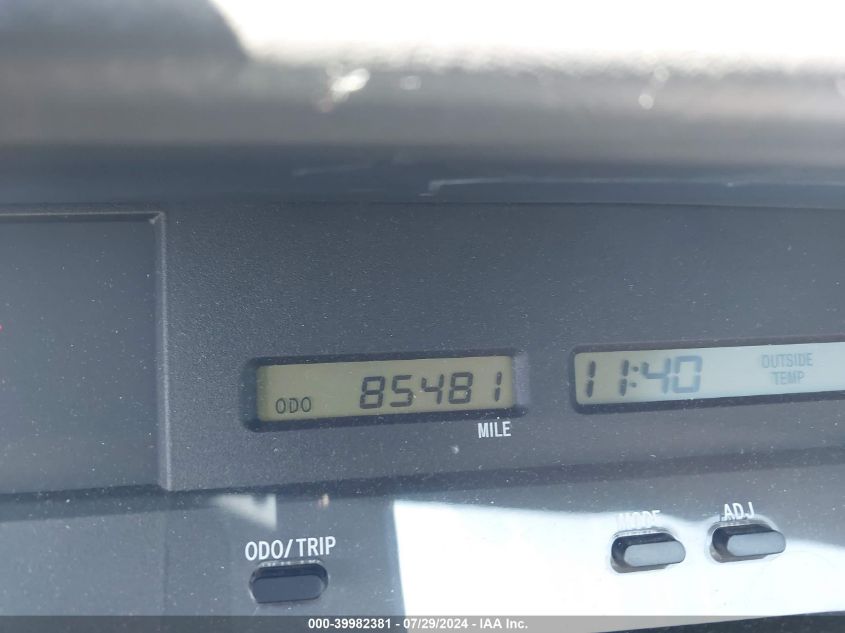 ODO 85481
MILE
11:40
OUTSIDE
TEMP
ODO/TRIP
MODE
ADJ
000-39982381 - 07/29/2024 - IAA Inc.